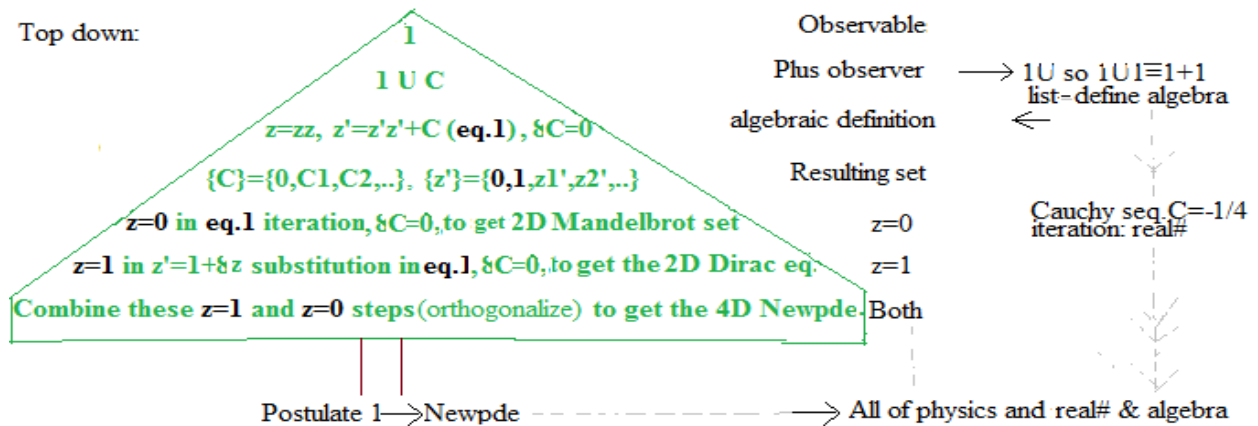 Top down:
1
Observable
1 U C
Plus observer
1U so 1U1≡1+1
list-define algebra
z=zz, z'=z'z'+C (eq.1), δC=0
algebraic definition
{C}={0,C1,C2,..}, {z'}={0,1,z1',z2',..}
Resulting set
z=0 in eq.1 iteration, δC=0, to get 2D Mandelbrot set
z=0
Cauchy seq. C=-1/4
iteration: real#
z=1 in z'=1+δz substitution in eq.1, δC=0, to get the 2D Dirac eq.
z=1
Combine these z=1 and z=0 steps(orthogonalize) to get the 4D Newpde.
Both
Postulate 1→Newpde
All of physics and real# & algebra